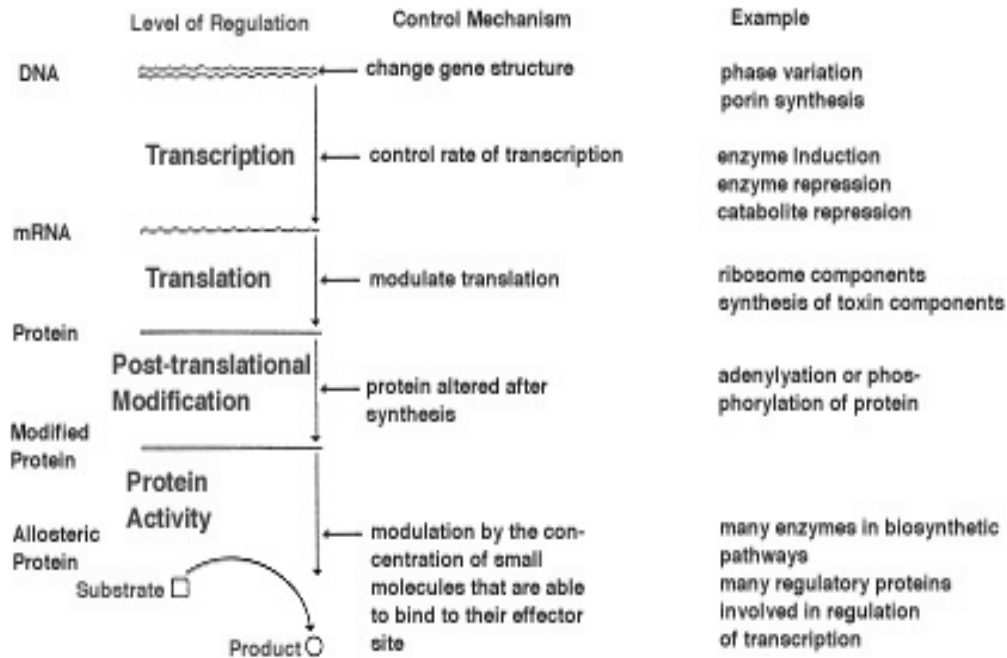 Level of Regulation
Control Mechanism
Example
DNA
change gene structure
phase variation
porin synthesis
Transcription
control rate of transcription
enzyme Induction
enzyme repression
catabolite repression
mRNA
Translation
modulate translation
ribosome components
synthesis of toxin components
Protein
Post-translational
Modification
protein altered after
synthesis
adenylyation or phos-
phorylation of protein
Modified
Protein
Protein
Activity
Allosteric
Protein
modulation by the con-
centration of small
molecules that are able
to bind to their effector
site
many enzymes in biosynthetic
pathways
many regulatory proteins
involved in regulation
of transcription
Substrate
Product